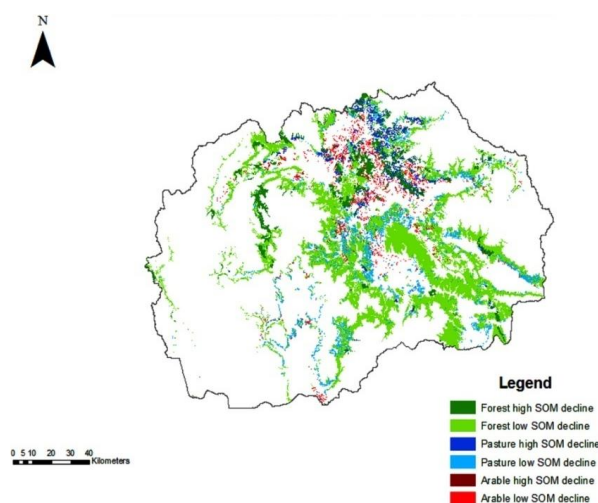 N
Legend
Forest high SOM decline
Forest low SOM decline
Pasture high SOM decline
Pasture low SOM decline
Arable high SOM decline
Arable low SOM decline
0 5 10 20 30 40
Kilometers